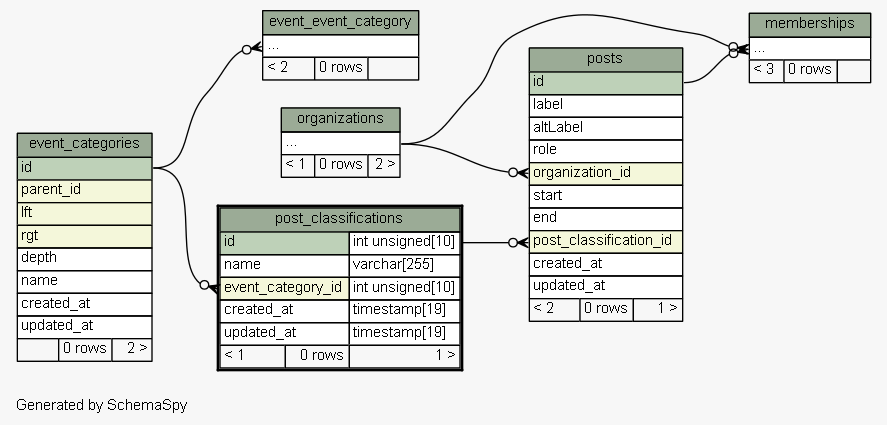 event_event_category
...
< 2 0 rows
memberships
...
< 3 0 rows
posts
id
label
altLabel
role
organization_id
start
end
post_classification_id
created_at
updated_at
< 2 0 rows 1 >
organizations
...
< 1 0 rows 2 >
event_categories
id
parent_id
lft
rgt
depth
name
created_at
updated_at
0 rows 2 >
post_classifications
id int unsigned[10]
name varchar[255]
event_category_id int unsigned[10]
created_at timestamp[19]
updated_at timestamp[19]
< 1 0 rows 1 >
Generated by SchemaSpy